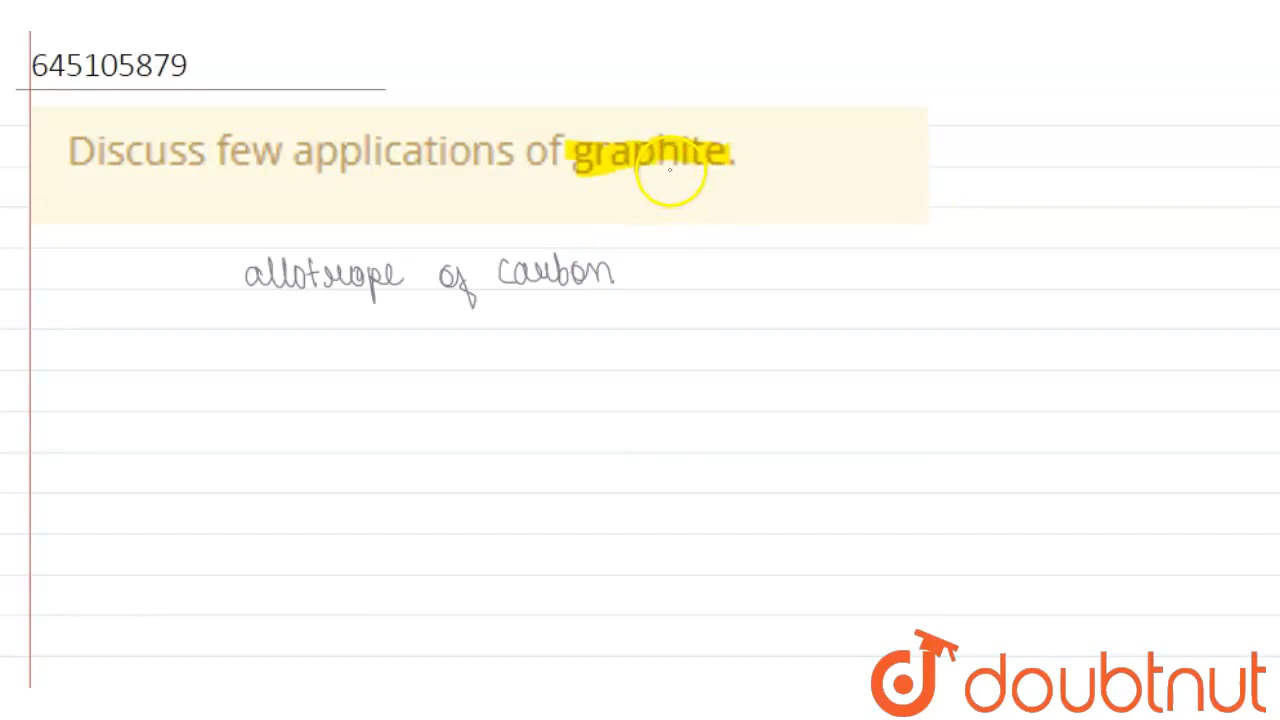 645105879
Discuss few applications of graphite.
allotrope of carbon
doubtnut